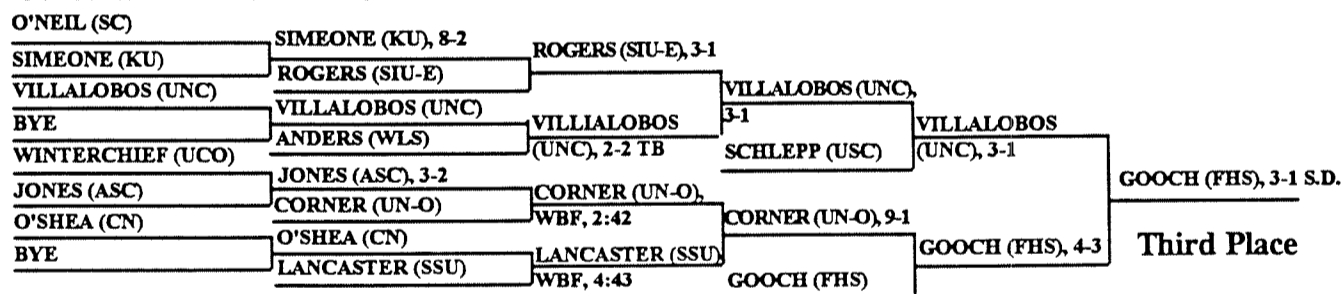 O'NEIL (SC)
SIMEONE (KU)
VILLALOBOS (UNC)
BYE
WINTERCHIEF (UCO)
JONES (ASC)
O'SHEA (CN)
BYE
SIMEONE (KU), 8-2
ROGERS (SIU-E)
VILLALOBOS (UNC)
ANDERS (WLS)
JONES (ASC), 3-2
CORNER (UN-O)
O'SHEA (CN)
LANCASTER (SSU)
ROGERS (SIU-E), 3-1
VILLIALOBOS
(UNC), 2-2 TB
CORNER (UN-O),
WBF, 2:42
LANCASTER (SSU)
WBF, 4:43
VILLALOBOS (UNC),
3-1
SCHLEPP (USC)
CORNER (UN-O), 9-1
GOOCH (FHS)
VILLALOBOS
(UNC), 3-1
GOOCH (FHS), 4-3
GOOCH (FHS), 3-1 S.D.
Third Place